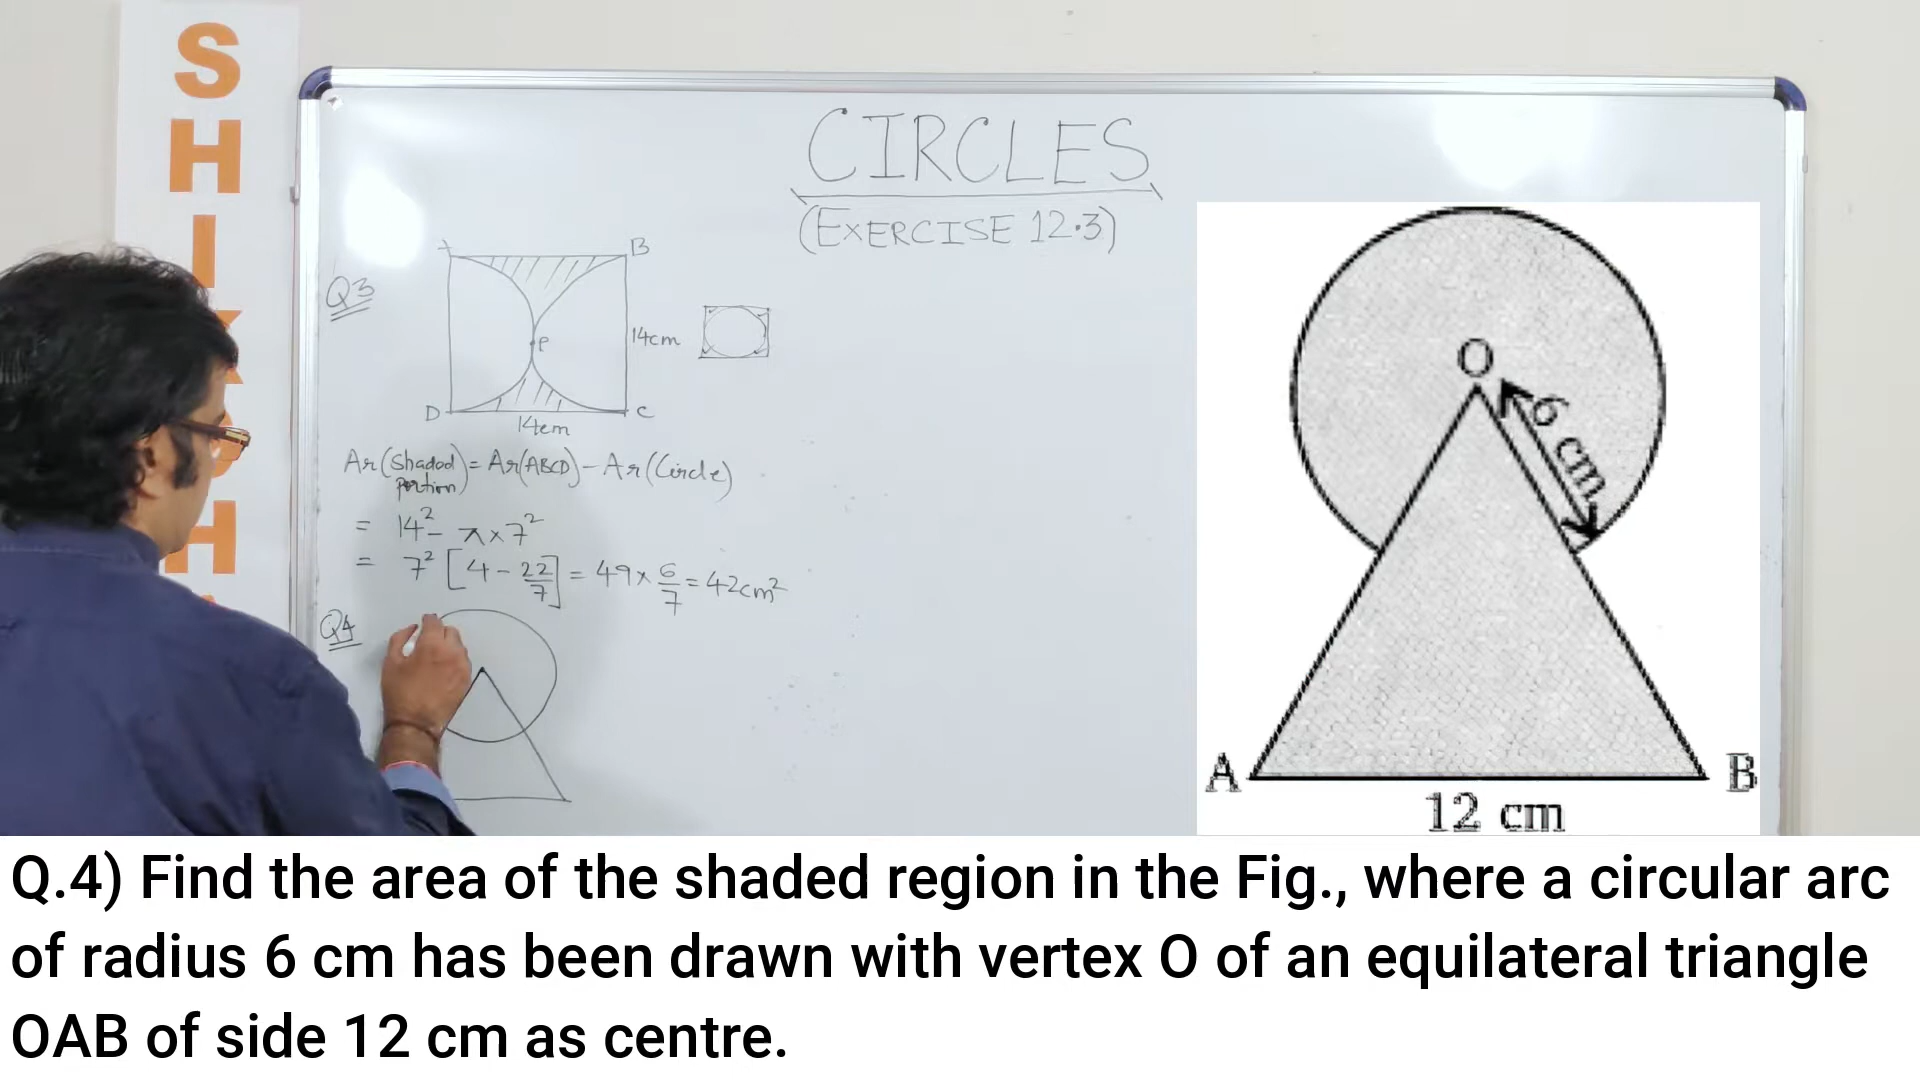 S
H
I
K
H
CIRCLES
(EXERCISE 12.3)
Q3
B
P
14cm
D
C
14cm
Ar(shaded portion) = Ar(ABCD) - Ar(Circle)
= 14² - π×7²
= 7² [4 - 22/7] = 49 × 6/7 = 42cm²
Q4
O
6 cm
A
B
12 cm
Q.4) Find the area of the shaded region in the Fig., where a circular arc
of radius 6 cm has been drawn with vertex O of an equilateral triangle
OAB of side 12 cm as centre.